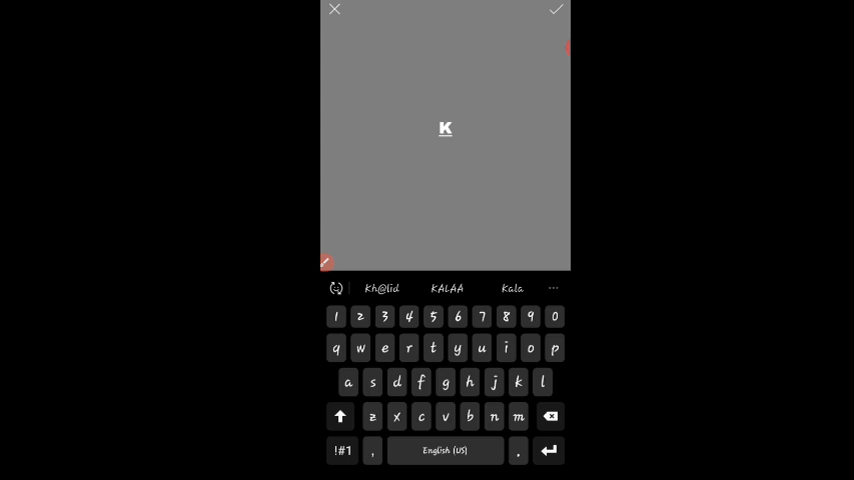 K
Kh@lid KALAA Kala ...
1 2 3 4 5 6 7 8 9 0
q w e r t y u i o p
a s d f g h j k l
z x c v b n m
!#1 , English (US) .